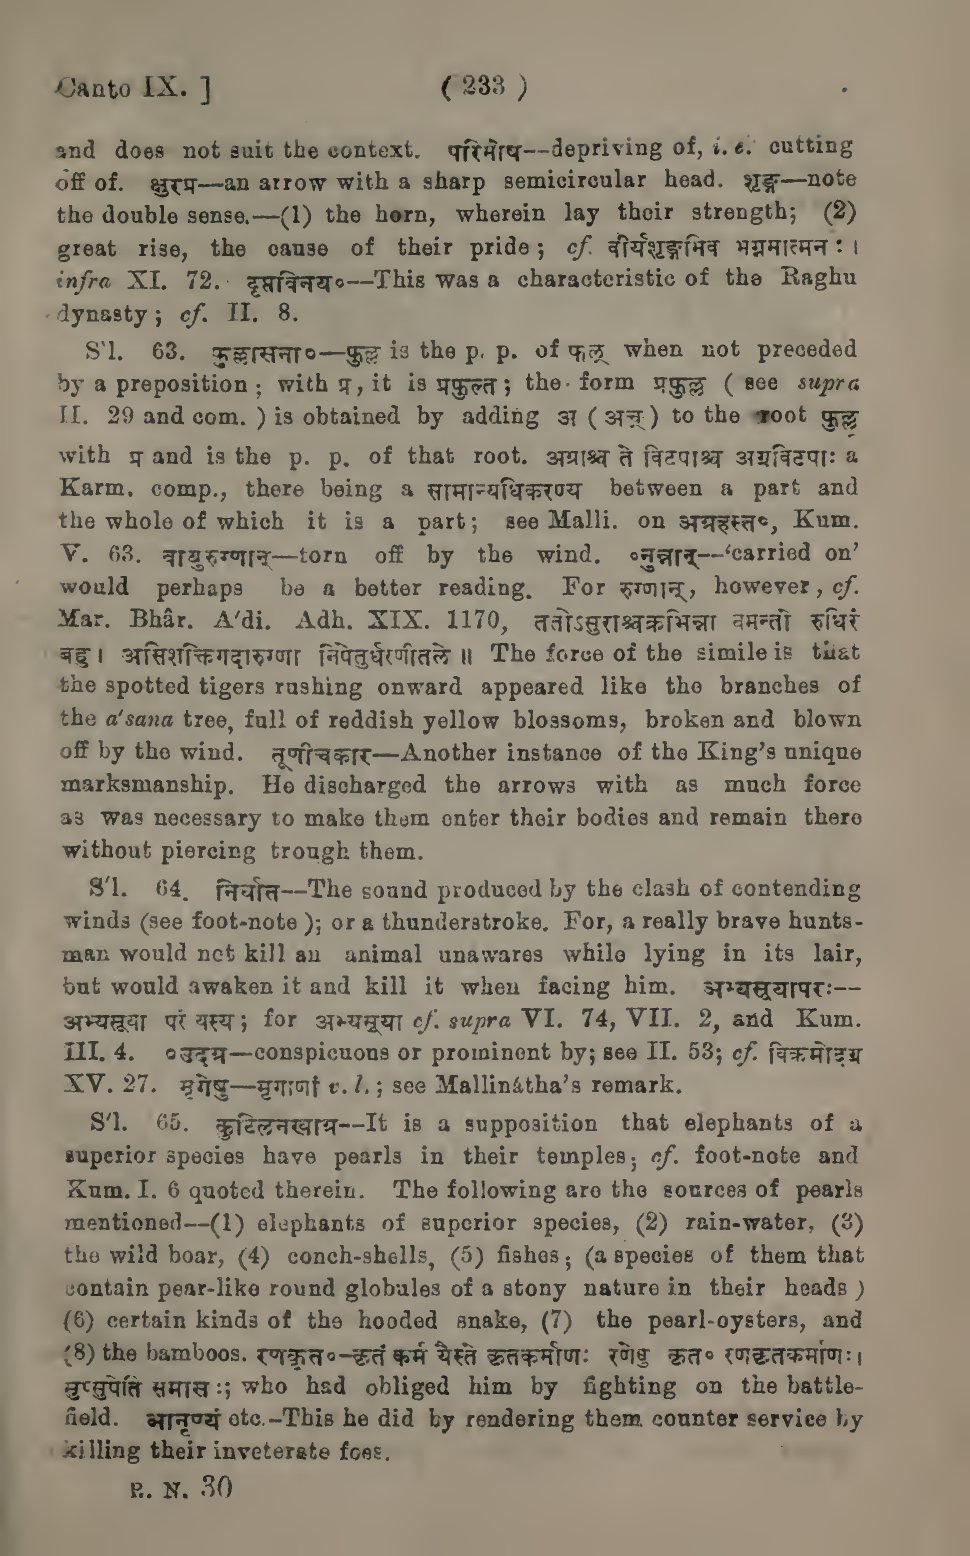 Canto IX. ] ( 233 )
and does not suit the context. परिमोष--depriving of, i. e. cutting
off of. क्षुरप्र—an arrow with a sharp semicircular head. शृङ्ग—note
the double sense.—(1) the horn, wherein lay their strength; (2)
great rise, the cause of their pride; cf. वीर्यशृङ्गमिव भग्नमात्मनः ।
infra XI. 72. दृप्तविनय०--This was a characteristic of the Raghu
dynasty; cf. II. 8.
S'l. 63. फुल्लासना०—फुल्ल is the p. p. of फल् when not preceded
by a preposition; with प्र, it is प्रफुल्त; the form प्रफुल्ल ( see supra
II. 29 and com. ) is obtained by adding अ ( अच् ) to the root फुल्ल्
with प्र and is the p. p. of that root. अग्राश्च ते विटपाश्च अग्रविटपाः a
Karm. comp., there being a सामान्यधिकरण्य between a part and
the whole of which it is a part; see Malli. on अग्रहस्त०, Kum.
V. 63. वायुरुग्णान्—torn off by the wind. ०नुन्नान्--‘carried on’
would perhaps be a better reading. For रुग्णान्, however, cf.
Mar. Bhâr. A'di. Adh. XIX. 1170, ततोऽसुराश्चक्रभिन्ना वमन्तो रुधिरं
बहु । असिशक्तिगदारुग्णा निपेतुर्धरणीतले ॥ The force of the simile is that
the spotted tigers rushing onward appeared like the branches of
the a'sana tree, full of reddish yellow blossoms, broken and blown
off by the wind. तूणीचकार—Another instance of the King’s unique
marksmanship. He discharged the arrows with as much force
as was necessary to make them enter their bodies and remain there
without piercing trough them.
S'l. 64. निर्घात--The sound produced by the clash of contending
winds (see foot-note ); or a thunderstroke. For, a really brave hunts-
man would not kill an animal unawares while lying in its lair,
but would awaken it and kill it when facing him. अभ्यसूयापरः--
अभ्यसूया परं यस्य; for अभ्यसूया cf. supra VI. 74, VII. 2, and Kum.
III. 4. ०उदग्र—conspicuous or prominent by; see II. 53; cf. विक्रमोदग्र
XV. 27. मृगेषु—मृगाणां v. l.; see Mallinátha’s remark.
S'l. 65. कुटिलनखाग्र--It is a supposition that elephants of a
superior species have pearls in their temples; cf. foot-note and
Kum. I. 6 quoted therein. The following are the sources of pearls
mentioned--(1) elephants of superior species, (2) rain-water, (3)
the wild boar, (4) conch-shells, (5) fishes; (a species of them that
contain pear-like round globules of a stony nature in their heads )
(6) certain kinds of the hooded snake, (7) the pearl-oysters, and
(8) the bamboos. रणकृत०—कृतं कर्म यैस्ते कृतकर्माणः रणेषु कृत० रणकृतकर्माणः।
सुप्सुपेति समासः; who had obliged him by fighting on the battle-
field. आनृण्यं etc.–This he did by rendering them counter service by
killing their inveterate foes.
R. N. 30